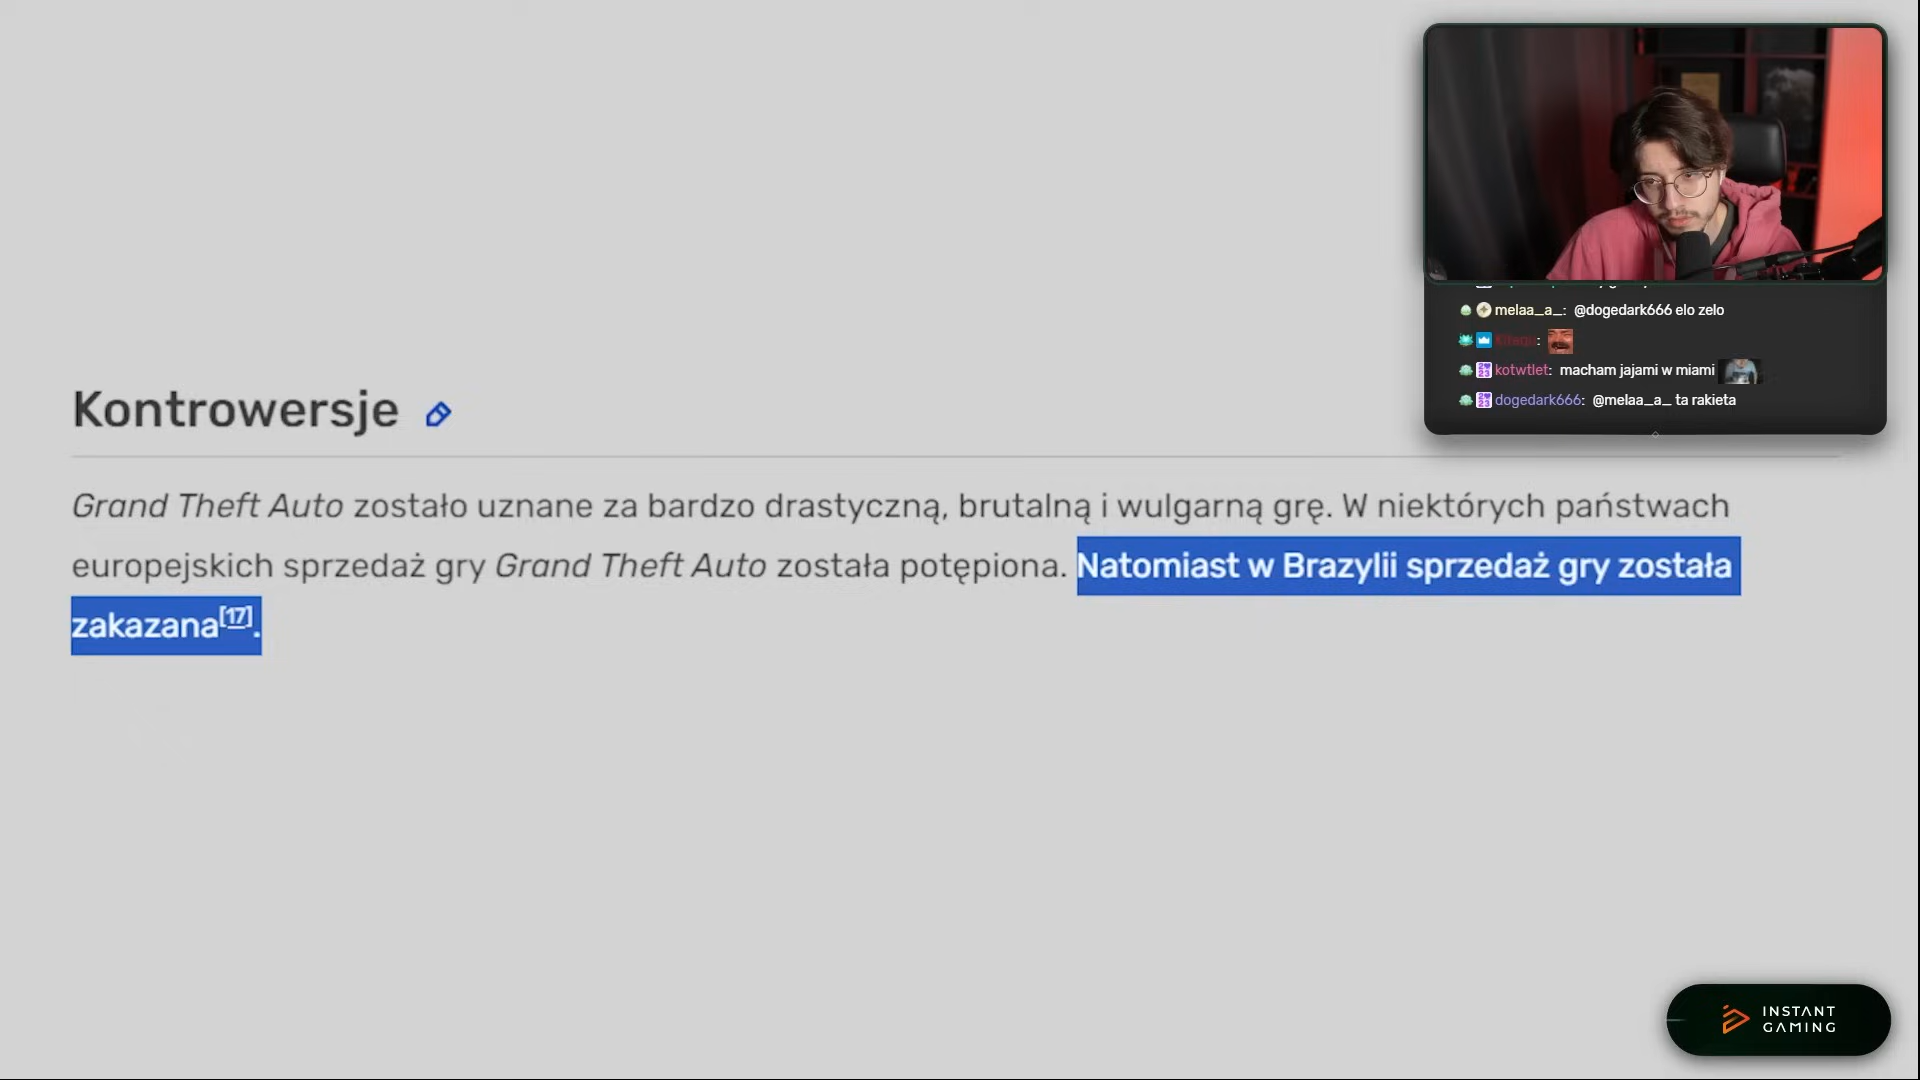 Kontrowersje
Grand Theft Auto zostało uznane za bardzo drastyczną, brutalną i wulgarną grę. W niektórych państwach
europejskich sprzedaż gry Grand Theft Auto została potępiona. Natomiast w Brazylii sprzedaż gry została
zakazana[17].
melaa_a_: @dogedark666 elo zelo
kotwtlet: macham jajami w miami
dogedark666: @melaa_a_ ta rakieta
INSTANT
GAMING